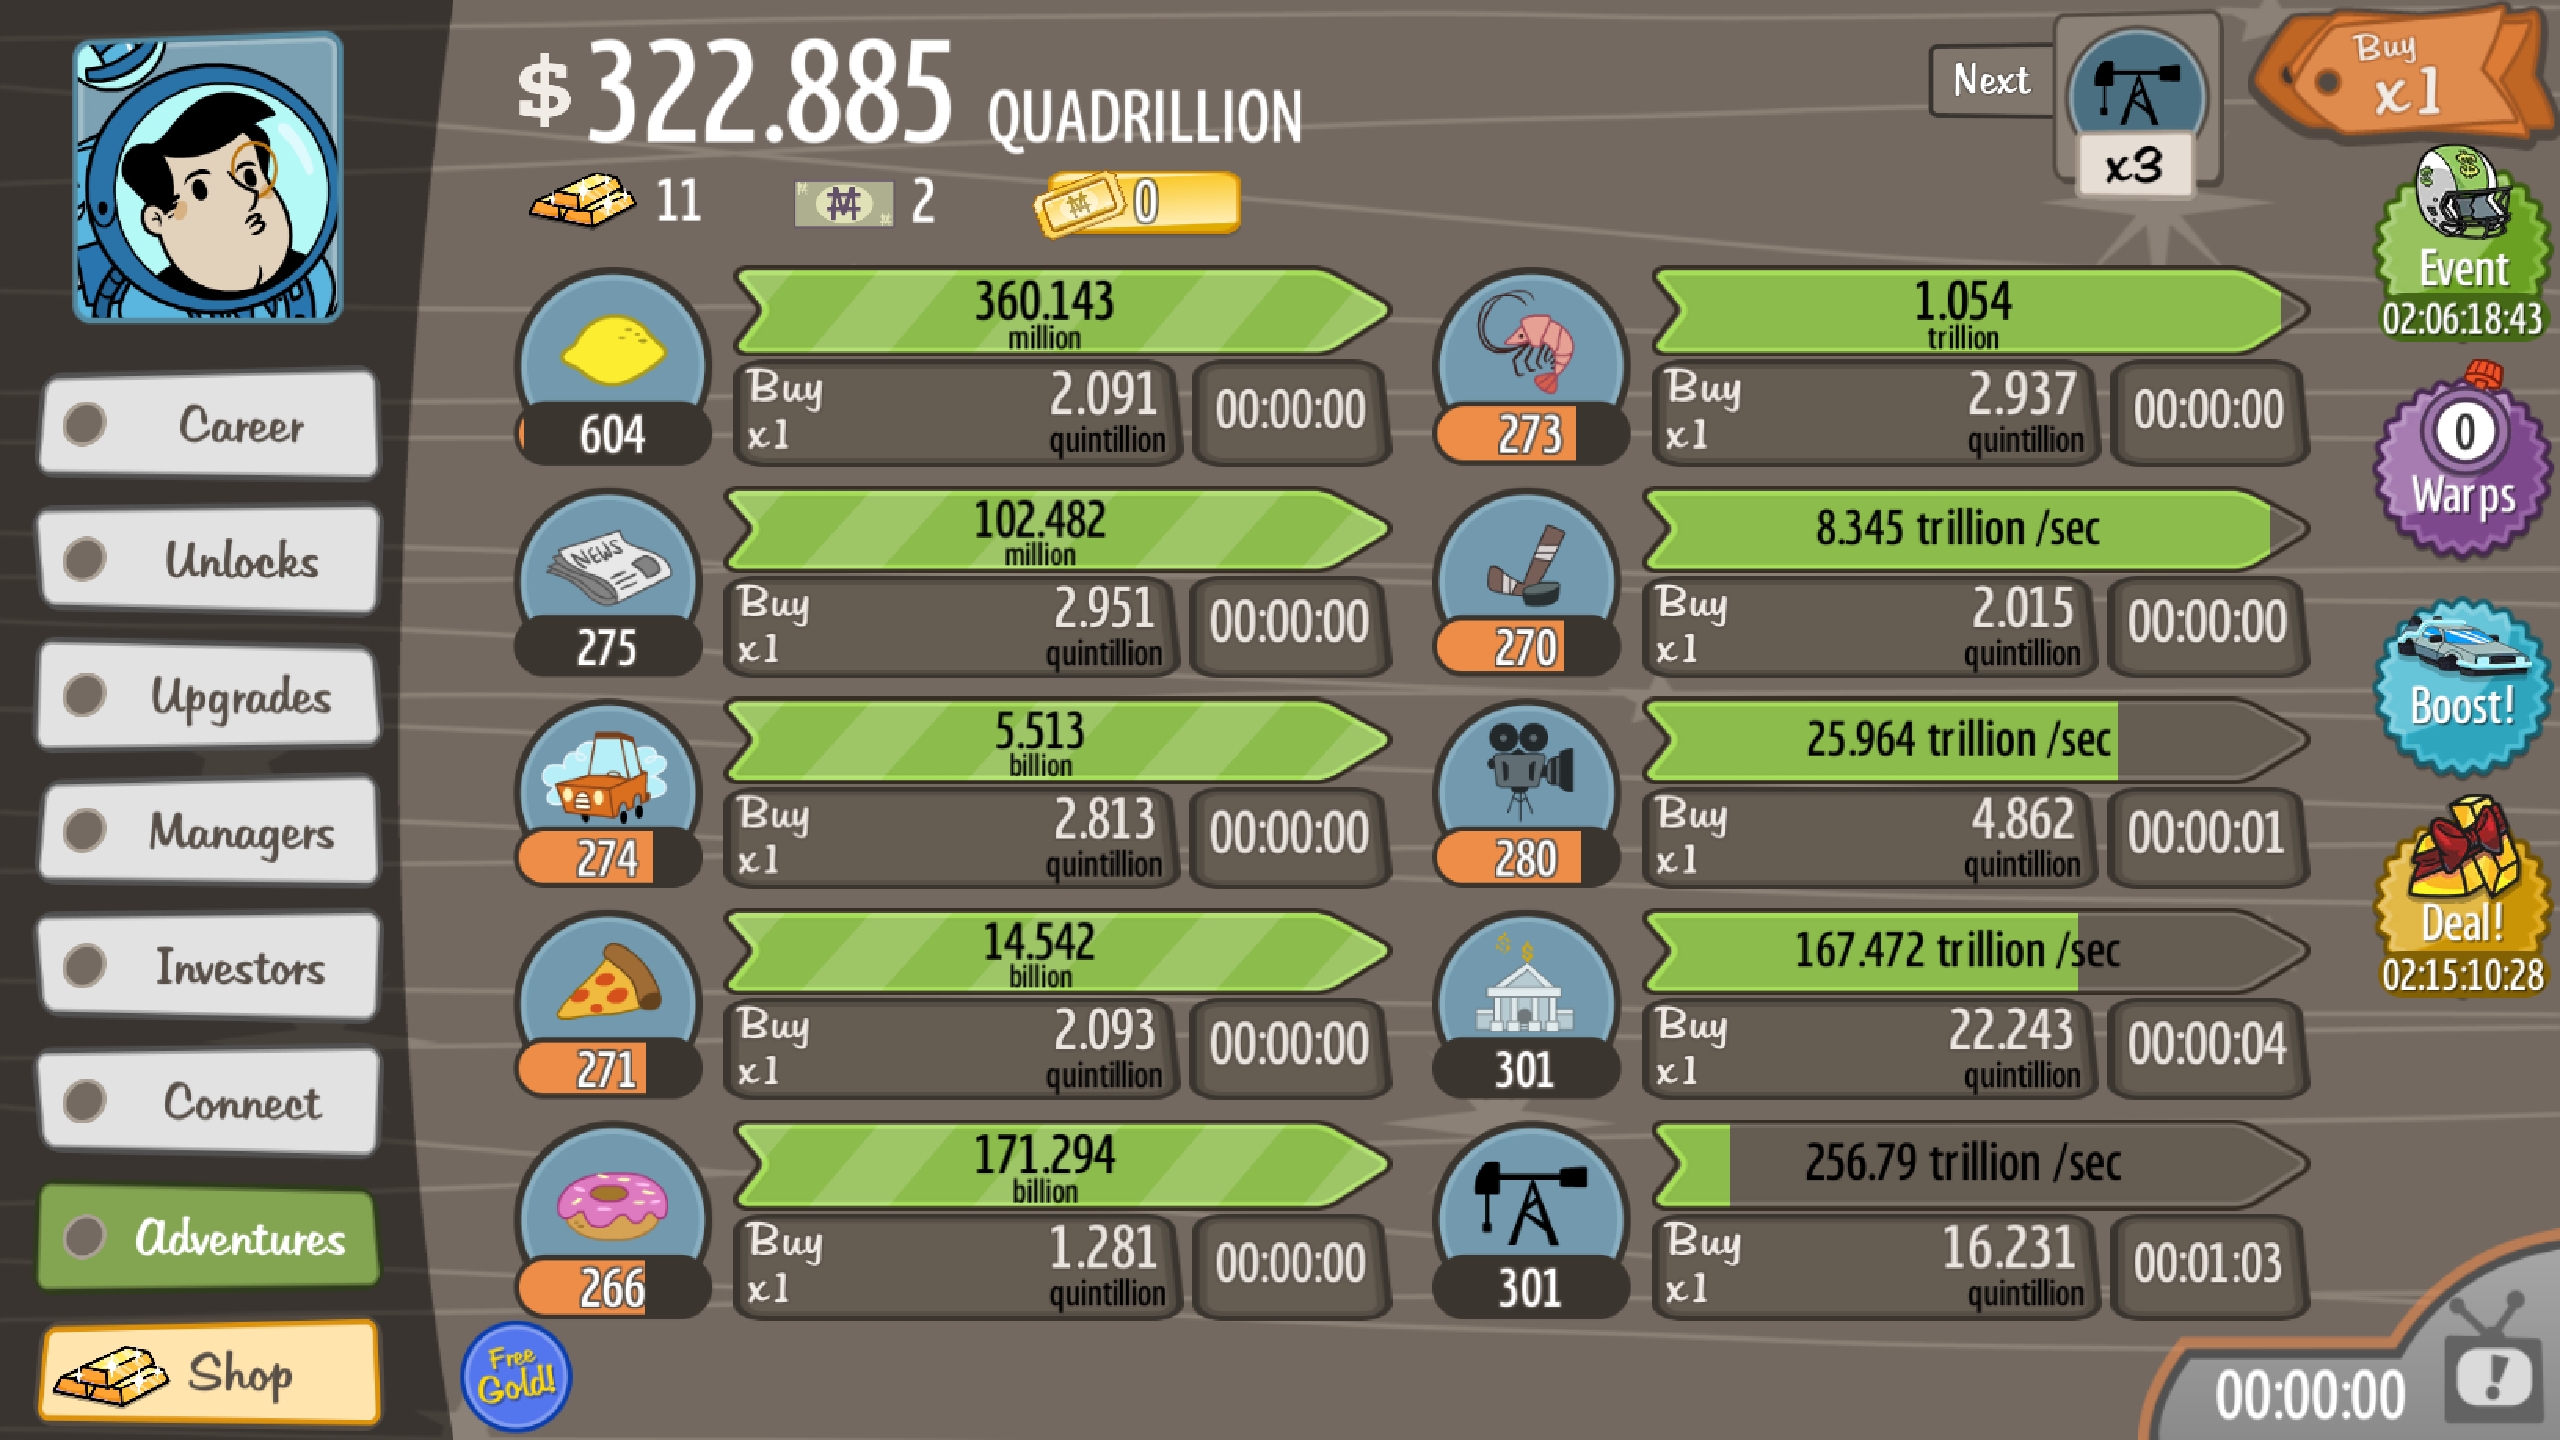 $322.885 QUADRILLION
11
2
0
Next
x3
Buy
x1
Career
Unlocks
Upgrades
Managers
Investors
Connect
Adventures
Shop
360.143
million
604
Buy
x1
2.091
quintillion
00:00:00
NEWS
102.482
million
275
Buy
x1
2.951
quintillion
00:00:00
5.513
billion
274
Buy
x1
2.813
quintillion
00:00:00
14.542
billion
271
Buy
x1
2.093
quintillion
00:00:00
171.294
billion
266
Buy
x1
1.281
quintillion
00:00:00
1.054
trillion
273
Buy
x1
2.937
quintillion
00:00:00
8.345 trillion /sec
270
Buy
x1
2.015
quintillion
00:00:00
25.964 trillion /sec
280
Buy
x1
4.862
quintillion
00:00:01
167.472 trillion /sec
301
Buy
x1
22.243
quintillion
00:00:04
256.79 trillion /sec
301
Buy
x1
16.231
quintillion
00:01:03
Event
02:06:18:43
0
Warps
Boost!
Deal!
02:15:10:28
Free
Gold!
00:00:00
!